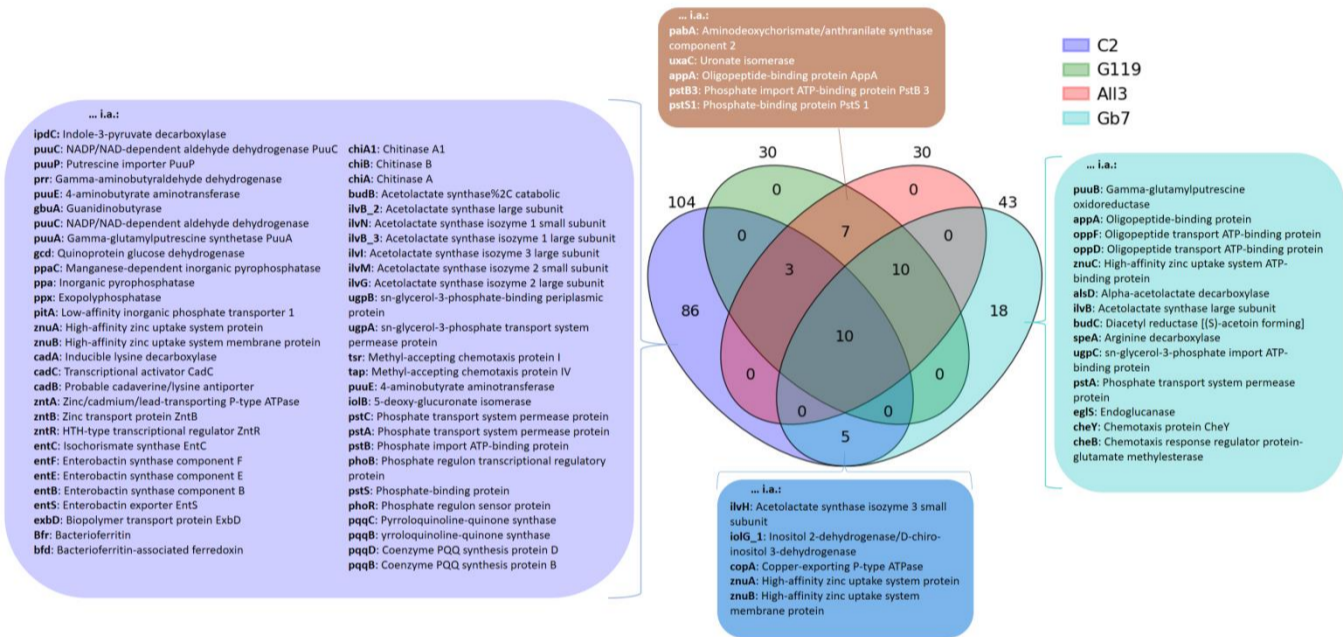 ... i.a.:
pabA: Aminodeoxychorismate/anthranilate synthase
component 2
uxaC: Uronate isomerase
appA: Oligopeptide-binding protein AppA
pstB3: Phosphate import ATP-binding protein PstB 3
pstS1: Phosphate-binding protein PstS 1
C2
G119
All3
Gb7
... i.a.:
ipdC: Indole-3-pyruvate decarboxylase
puuC: NADP/NAD-dependent aldehyde dehydrogenase PuuC
puuP: Putrescine importer PuuP
prr: Gamma-aminobutyraldehyde dehydrogenase
puuE: 4-aminobutyrate aminotransferase
gbuA: Guanidinobutyrase
puuC: NADP/NAD-dependent aldehyde dehydrogenase
puuA: Gamma-glutamylputrescine synthetase PuuA
gcd: Quinoprotein glucose dehydrogenase
ppaC: Manganese-dependent inorganic pyrophosphatase
ppa: Inorganic pyrophosphatase
ppx: Exopolyphosphatase
pitA: Low-affinity inorganic phosphate transporter 1
znuA: High-affinity zinc uptake system protein
znuB: High-affinity zinc uptake system membrane protein
cadA: Inducible lysine decarboxylase
cadC: Transcriptional activator CadC
cadB: Probable cadaverine/lysine antiporter
zntA: Zinc/cadmium/lead-transporting P-type ATPase
zntB: Zinc transport protein ZntB
zntR: HTH-type transcriptional regulator ZntR
entC: Isochorismate synthase EntC
entF: Enterobactin synthase component F
entE: Enterobactin synthase component E
entB: Enterobactin synthase component B
entS: Enterobactin exporter EntS
exbD: Biopolymer transport protein ExbD
Bfr: Bacterioferritin
bfd: Bacterioferritin-associated ferredoxin
chiA1: Chitinase A1
chiB: Chitinase B
chiA: Chitinase A
budB: Acetolactate synthase%2C catabolic
ilvB_2: Acetolactate synthase large subunit
ilvN: Acetolactate synthase isozyme 1 small subunit
ilvB_3: Acetolactate synthase isozyme 1 large subunit
ilvI: Acetolactate synthase isozyme 3 large subunit
ilvM: Acetolactate synthase isozyme 2 small subunit
ilvG: Acetolactate synthase isozyme 2 large subunit
ugpB: sn-glycerol-3-phosphate-binding periplasmic
protein
ugpA: sn-glycerol-3-phosphate transport system
permease protein
tsr: Methyl-accepting chemotaxis protein I
tap: Methyl-accepting chemotaxis protein IV
puuE: 4-aminobutyrate aminotransferase
iolB: 5-deoxy-glucuronate isomerase
pstC: Phosphate transport system permease protein
pstA: Phosphate transport system permease protein
pstB: Phosphate import ATP-binding protein
phoB: Phosphate regulon transcriptional regulatory
protein
pstS: Phosphate-binding protein
phoR: Phosphate regulon sensor protein
pqqC: Pyrroloquinoline-quinone synthase
pqqB: yrroloquinoline-quinone synthase
pqqD: Coenzyme PQQ synthesis protein D
pqqB: Coenzyme PQQ synthesis protein B
30 30
0 0
104 43
7
0 0
3 10
86 18
10
0 0
0 0
5
... i.a.:
puuB: Gamma-glutamylputrescine
oxidoreductase
appA: Oligopeptide-binding protein
oppF: Oligopeptide transport ATP-binding protein
oppD: Oligopeptide transport ATP-binding protein
znuC: High-affinity zinc uptake system ATP-
binding protein
alsD: Alpha-acetolactate decarboxylase
ilvB: Acetolactate synthase large subunit
budC: Diacetyl reductase [(S)-acetoin forming]
speA: Arginine decarboxylase
ugpC: sn-glycerol-3-phosphate import ATP-
binding protein
pstA: Phosphate transport system permease
protein
eglS: Endoglucanase
cheY: Chemotaxis protein CheY
cheB: Chemotaxis response regulator protein-
glutamate methylesterase
... i.a.:
ilvH: Acetolactate synthase isozyme 3 small
subunit
iolG_1: Inositol 2-dehydrogenase/D-chiro-
inositol 3-dehydrogenase
copA: Copper-exporting P-type ATPase
znuA: High-affinity zinc uptake system protein
znuB: High-affinity zinc uptake system
membrane protein